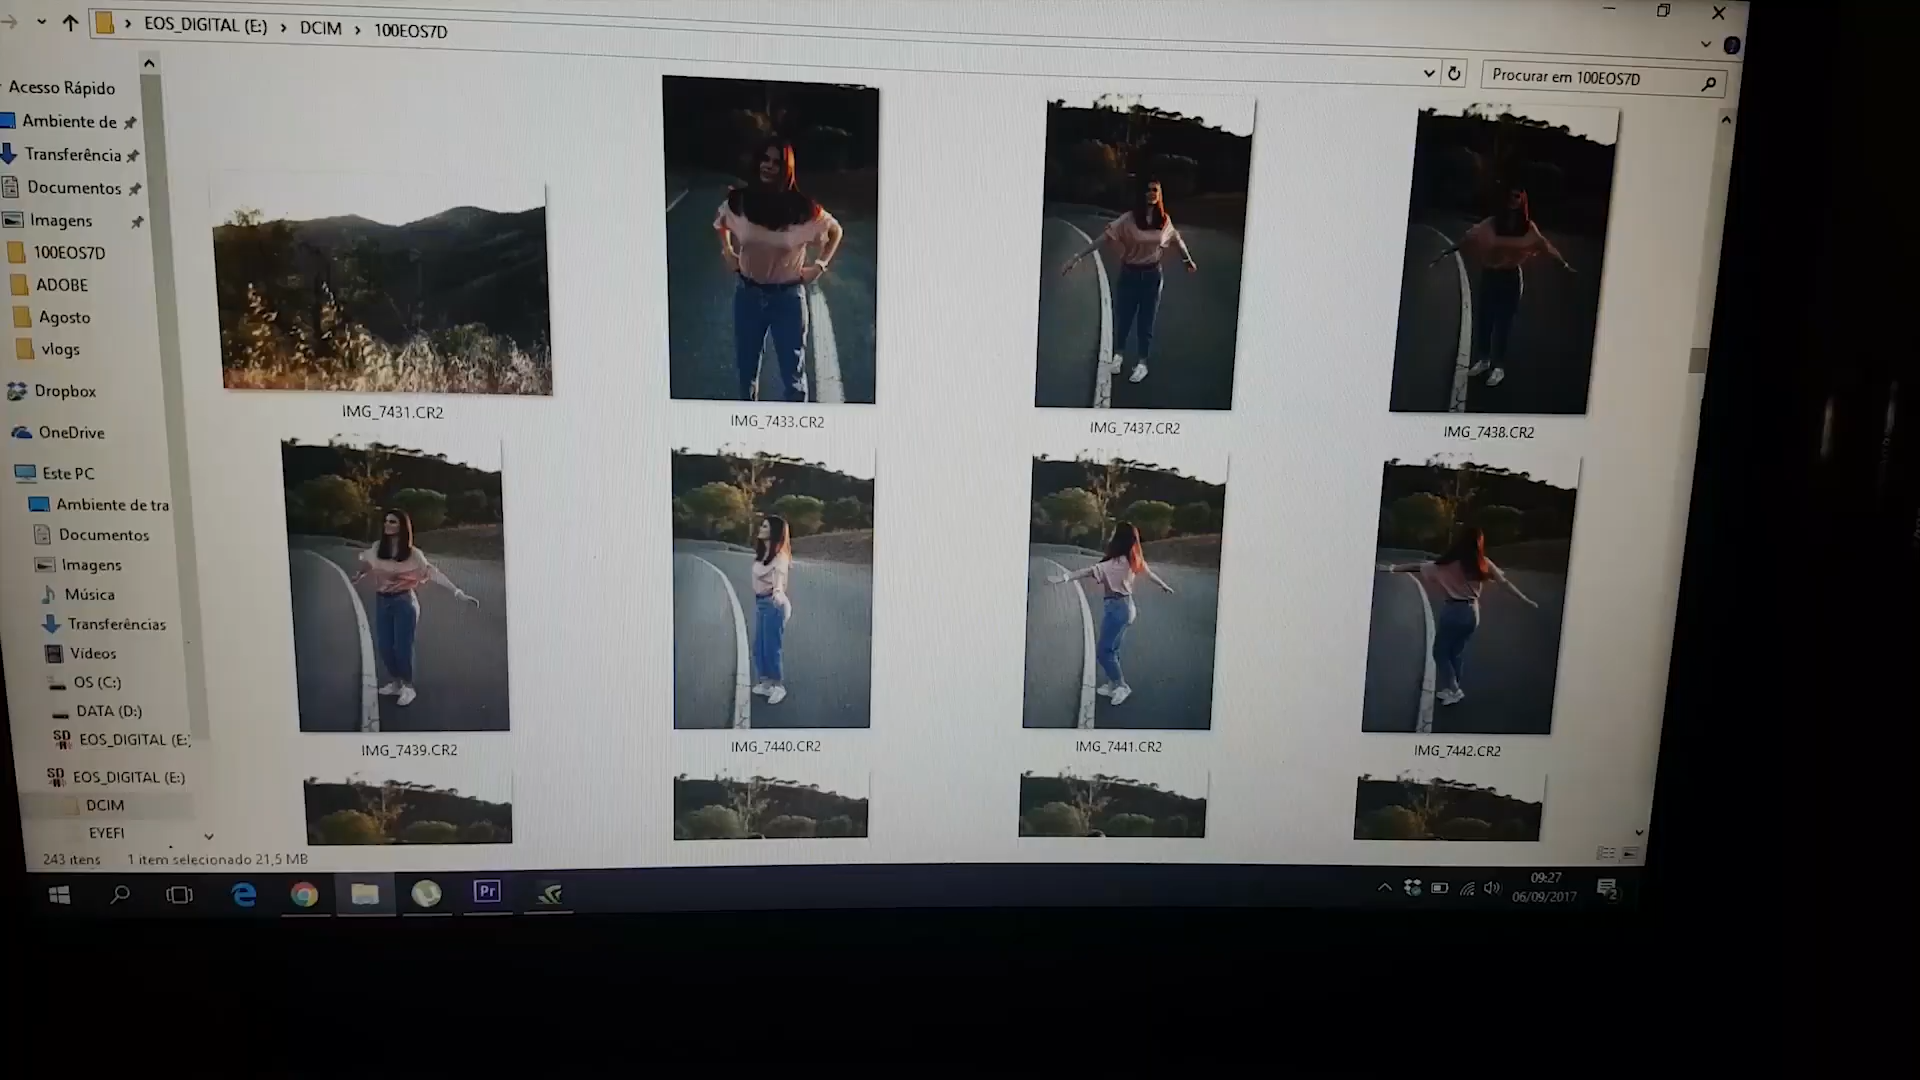 EOS_DIGITAL (E:) > DCIM > 100EOS7D
Procurar em 100EOS7D
Acesso Rápido
Ambiente de
Transferência
Documentos
Imagens
100EOS7D
ADOBE
Agosto
vlogs
Dropbox
OneDrive
Este PC
Ambiente de tra
Documentos
Imagens
Música
Transferências
Vídeos
OS (C:)
DATA (D:)
EOS_DIGITAL (E:
EOS_DIGITAL (E:)
DCIM
EYEFI
IMG_7431.CR2
IMG_7433.CR2
IMG_7437.CR2
IMG_7438.CR2
IMG_7439.CR2
IMG_7440.CR2
IMG_7441.CR2
IMG_7442.CR2
243 itens 1 item selecionado 21,5 MB
Pr
09:27
06/09/2017
2